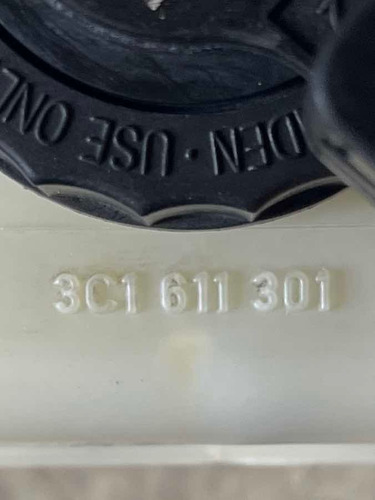 DEN · USE ONL
3C1 611 301